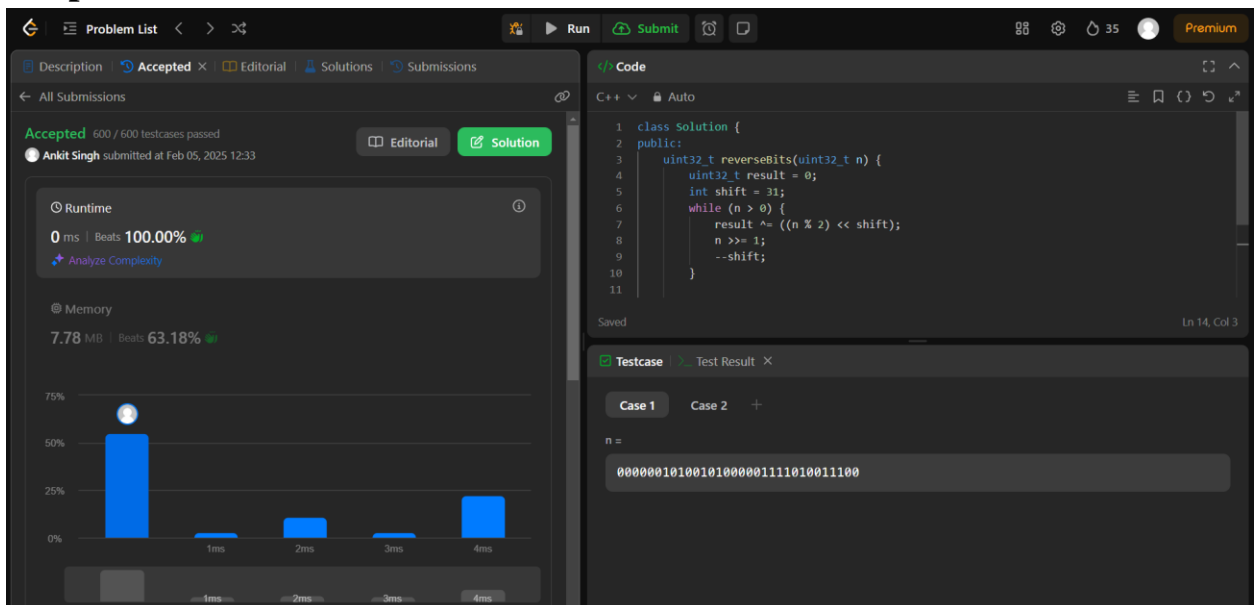 Problem List
Run
Submit
35
Premium
Description
Accepted
Editorial
Solutions
Submissions
All Submissions
Accepted 600 / 600 testcases passed
Ankit Singh submitted at Feb 05, 2025 12:33
Editorial
Solution
Runtime
0 ms | Beats 100.00%
Analyze Complexity
Memory
7.78 MB | Beats 63.18%
75%
50%
25%
0%
1ms 2ms 3ms 4ms
1ms 2ms 3ms 4ms
</> Code
C++ Auto
1 class Solution {
2 public:
3 uint32_t reverseBits(uint32_t n) {
4 uint32_t result = 0;
5 int shift = 31;
6 while (n > 0) {
7 result ^= ((n % 2) << shift);
8 n >>= 1;
9 --shift;
10 }
11
Saved
Ln 14, Col 3
Testcase
>_ Test Result
Case 1 Case 2 +
n =
00000010100101000001111010011100